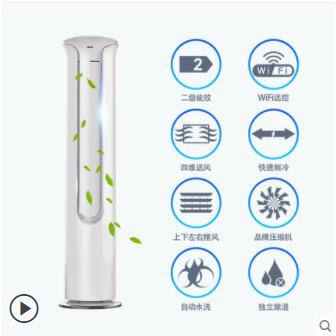 2
二级能效
WiFi
WiFi远控
四维送风
快速制冷
上下左右摆风
品牌压缩机
自动水洗
独立除湿